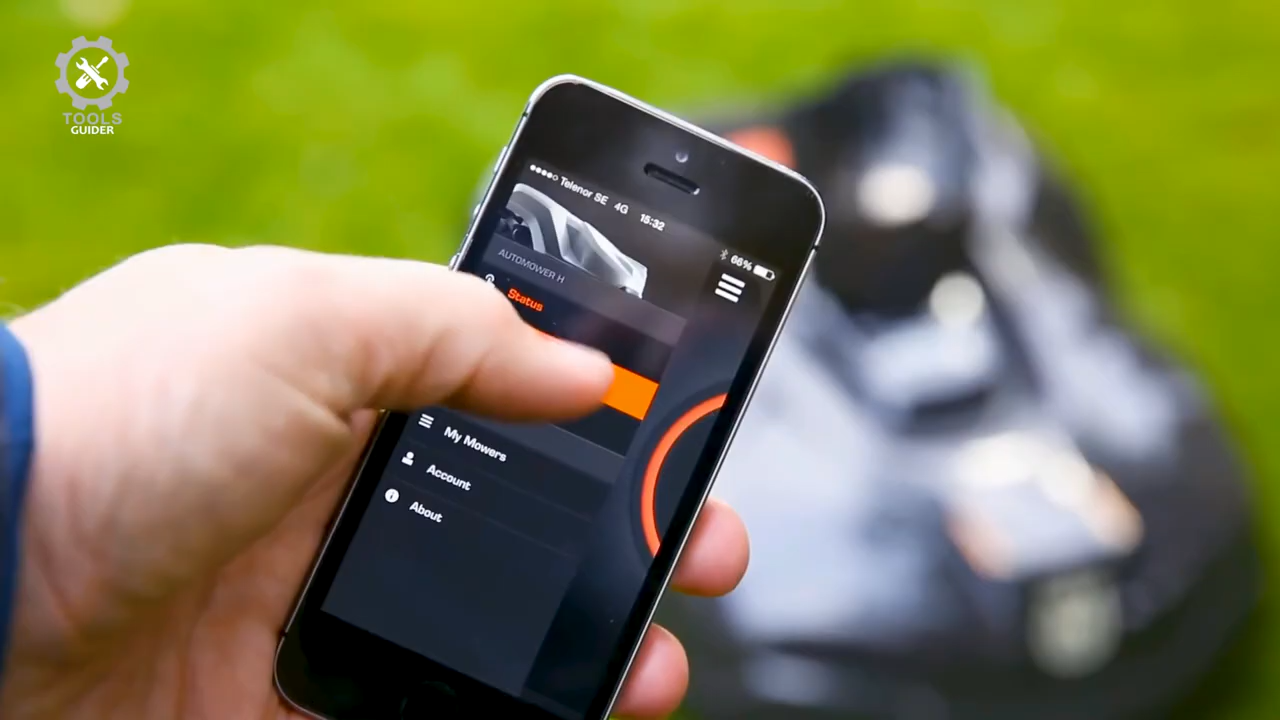 TOOLS
GUIDER
●●●●○ Telenor SE 4G 15:32
66%
AUTOMOWER H
Status
My Mowers
Account
About